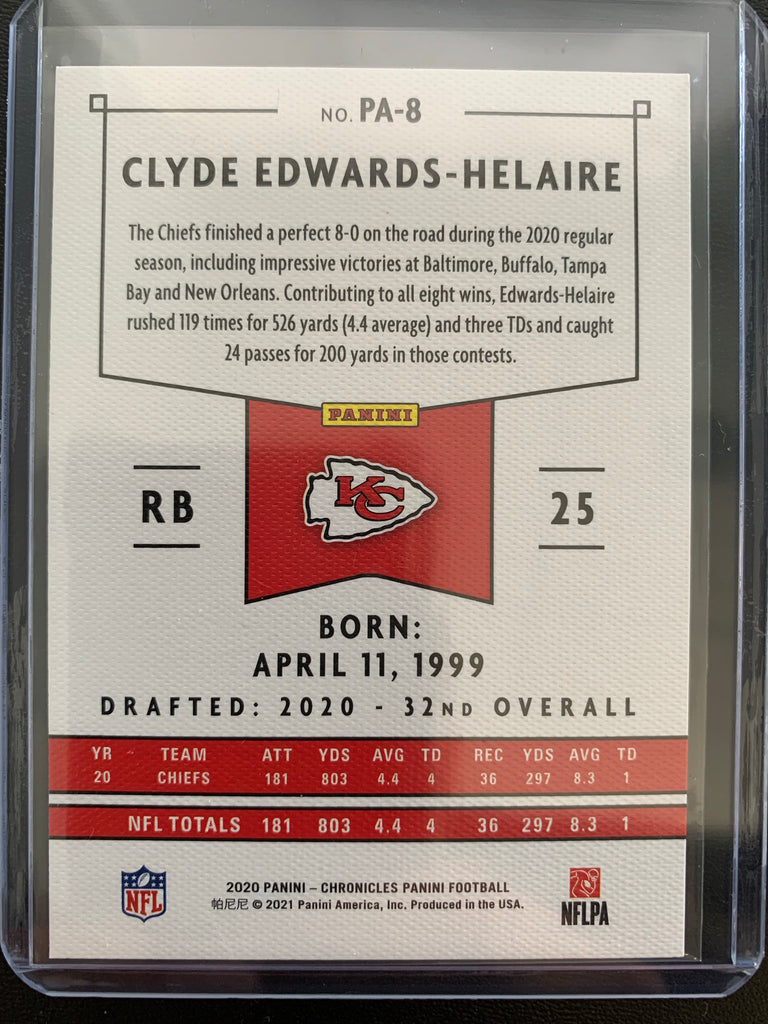 NO. PA-8
CLYDE EDWARDS-HELAIRE
The Chiefs finished a perfect 8-0 on the road during the 2020 regular
season, including impressive victories at Baltimore, Buffalo, Tampa
Bay and New Orleans. Contributing to all eight wins, Edwards-Helaire
rushed 119 times for 526 yards (4.4 average) and three TDs and caught
24 passes for 200 yards in those contests.
PANINI
KC
RB
25
BORN:
APRIL 11, 1999
DRAFTED: 2020 - 32ND OVERALL
YR TEAM ATT YDS AVG TD REC YDS AVG TD
20 CHIEFS 181 803 4.4 4 36 297 8.3 1
NFL TOTALS 181 803 4.4 4 36 297 8.3 1
NFL
2020 PANINI – CHRONICLES PANINI FOOTBALL
帕尼尼 © 2021 Panini America, Inc. Produced in the USA.
NFLPA